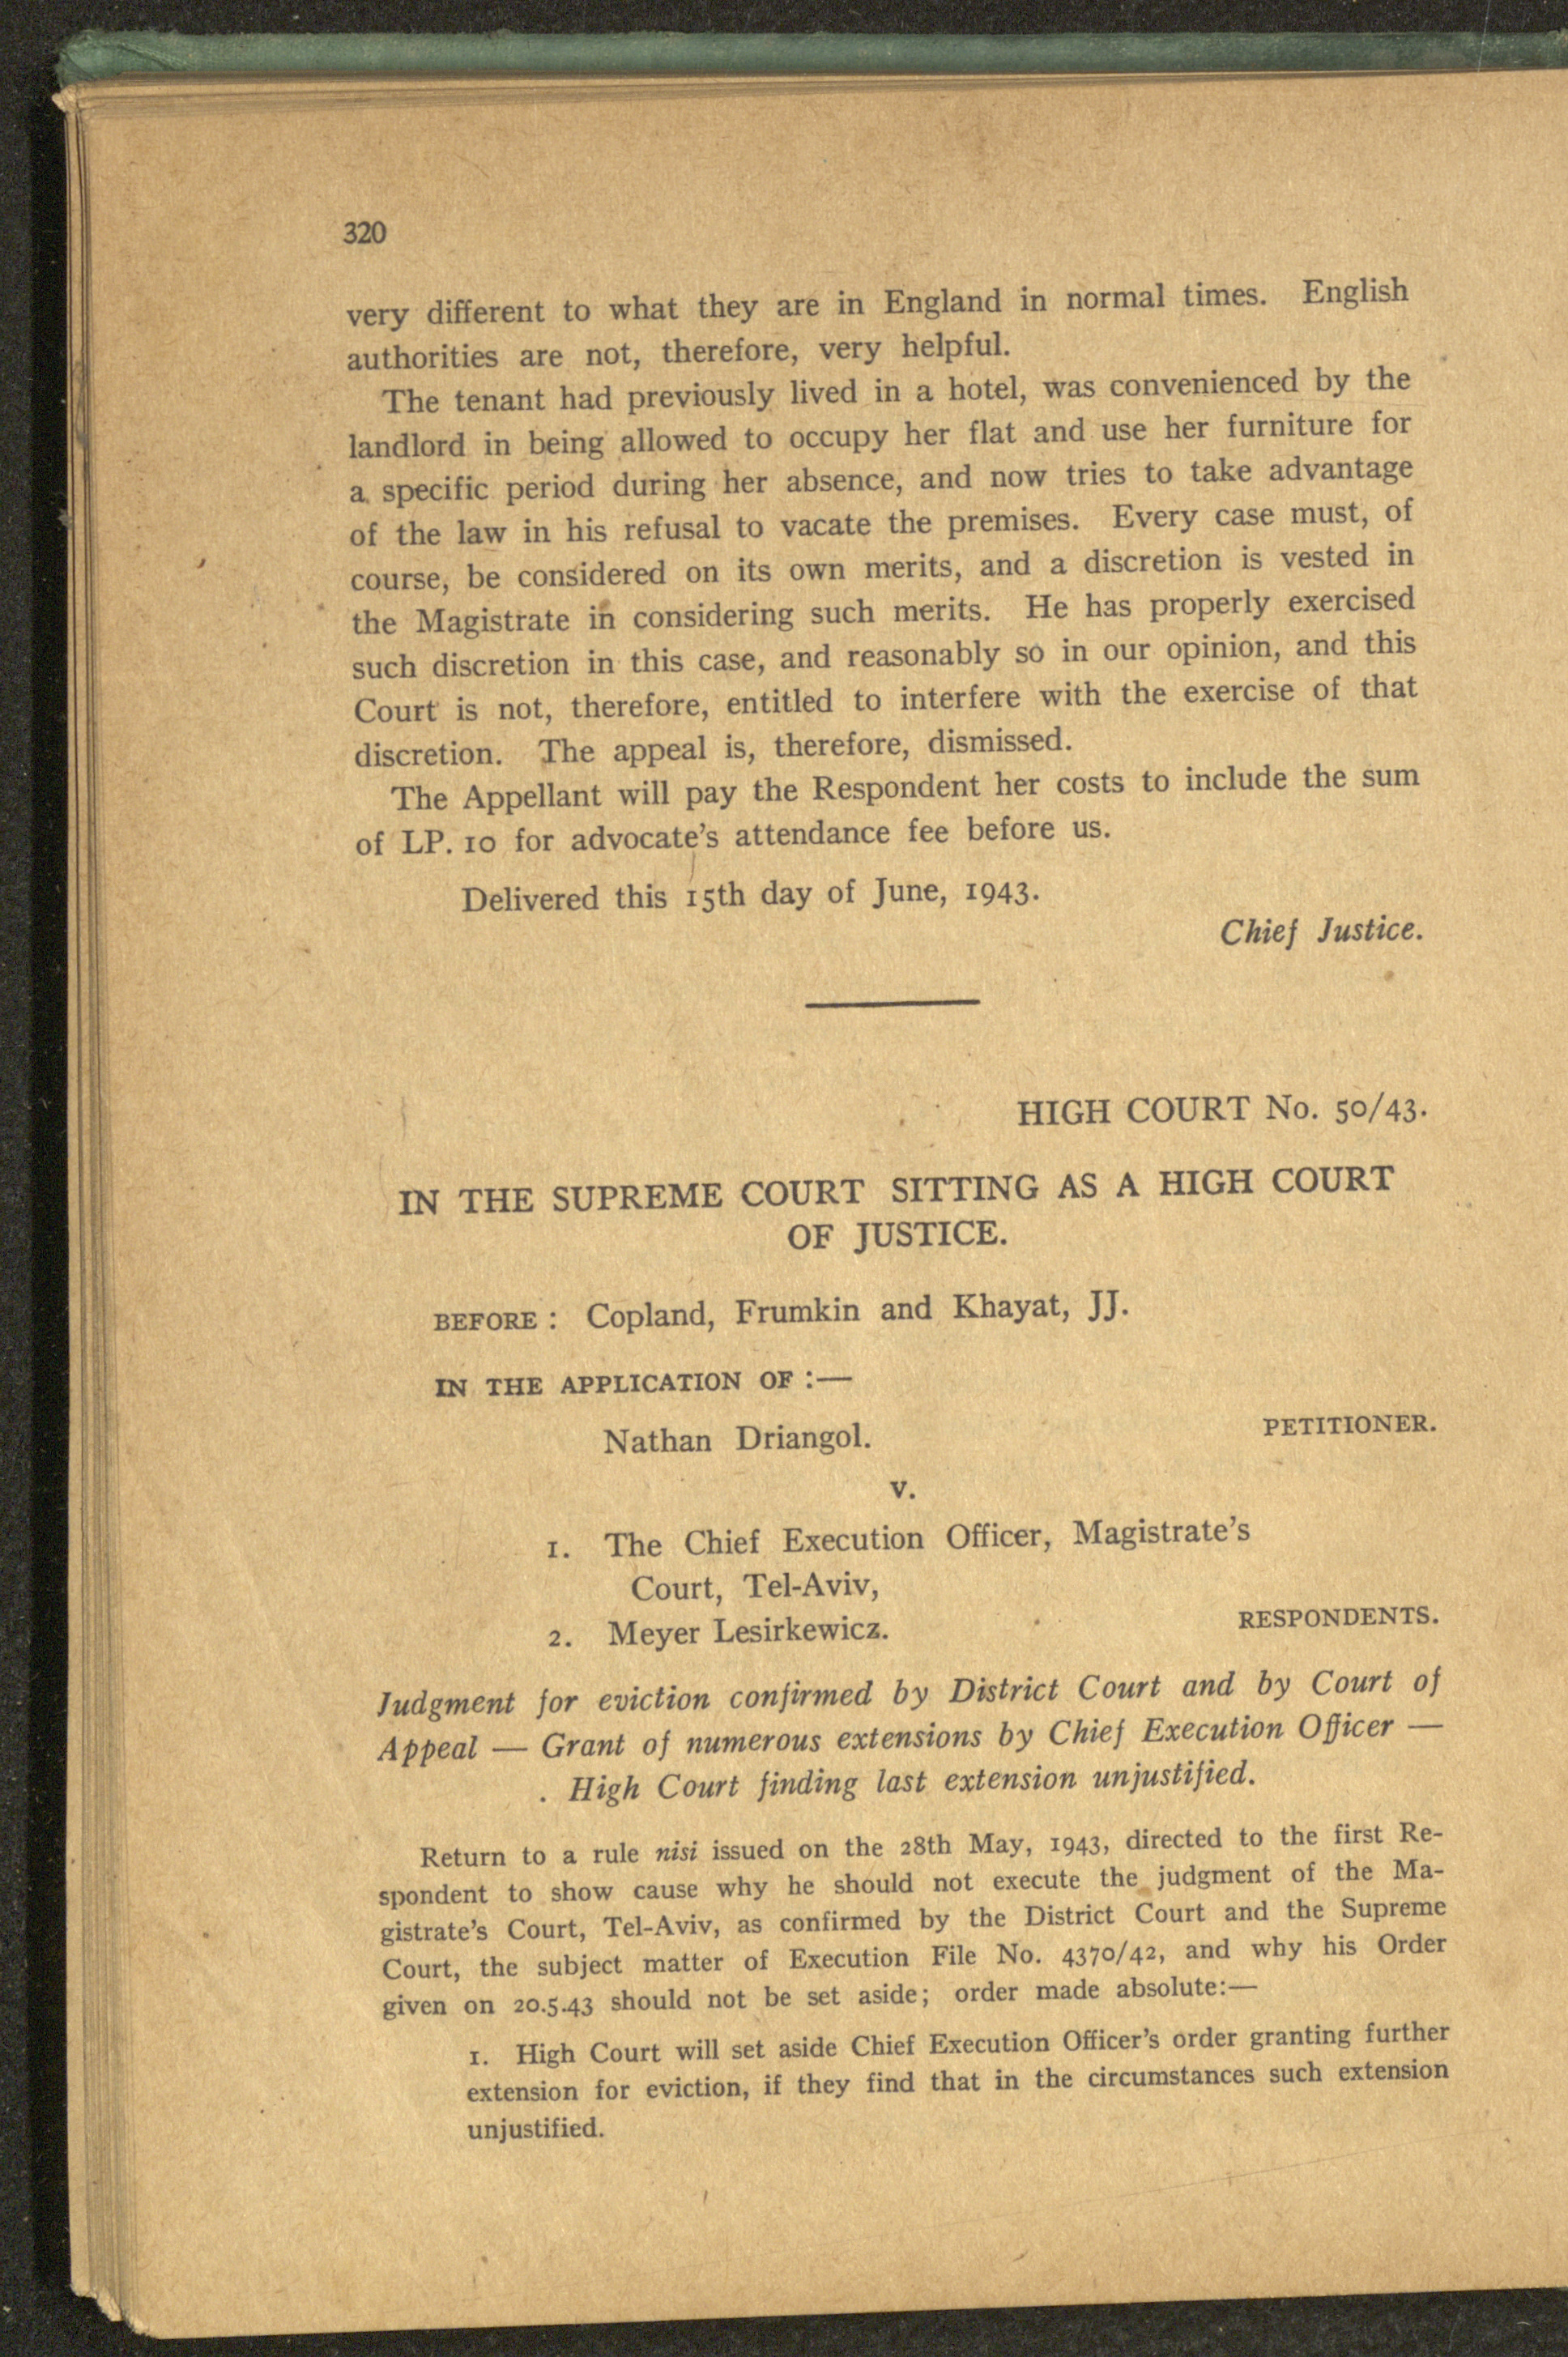 320
very different to what they are in England in normal times. English
authorities are not, therefore, very helpful.
The tenant had previously lived in a hotel, was convenienced by the
landlord in being allowed to occupy her flat and use her furniture for
a specific period during her absence, and now tries to take advantage
of the law in his refusal to vacate the premises. Every case must, of
course, be considered on its own merits, and a discretion is vested in
the Magistrate in considering such merits. He has properly exercised
such discretion in this case, and reasonably so in our opinion, and this
Court is not, therefore, entitled to interfere with the exercise of that
discretion. The appeal is, therefore, dismissed.
The Appellant will pay the Respondent her costs to include the sum
of LP. 10 for advocate's attendance fee before us.
Delivered this 15th day of June, 1943.
Chief Justice.
HIGH COURT No. 50/43.
IN THE SUPREME COURT SITTING AS A HIGH COURT
OF JUSTICE.
BEFORE : Copland, Frumkin and Khayat, JJ.
IN THE APPLICATION OF :—
Nathan Driangol. PETITIONER.
v.
1. The Chief Execution Officer, Magistrate's
Court, Tel-Aviv,
2. Meyer Lesirkewicz. RESPONDENTS.
Judgment for eviction confirmed by District Court and by Court of
Appeal — Grant of numerous extensions by Chief Execution Officer —
. High Court finding last extension unjustified.
Return to a rule nisi issued on the 28th May, 1943, directed to the first Re-
spondent to show cause why he should not execute the judgment of the Ma-
gistrate's Court, Tel-Aviv, as confirmed by the District Court and the Supreme
Court, the subject matter of Execution File No. 4370/42, and why his Order
given on 20.5.43 should not be set aside; order made absolute:—
1. High Court will set aside Chief Execution Officer's order granting further
extension for eviction, if they find that in the circumstances such extension
unjustified.